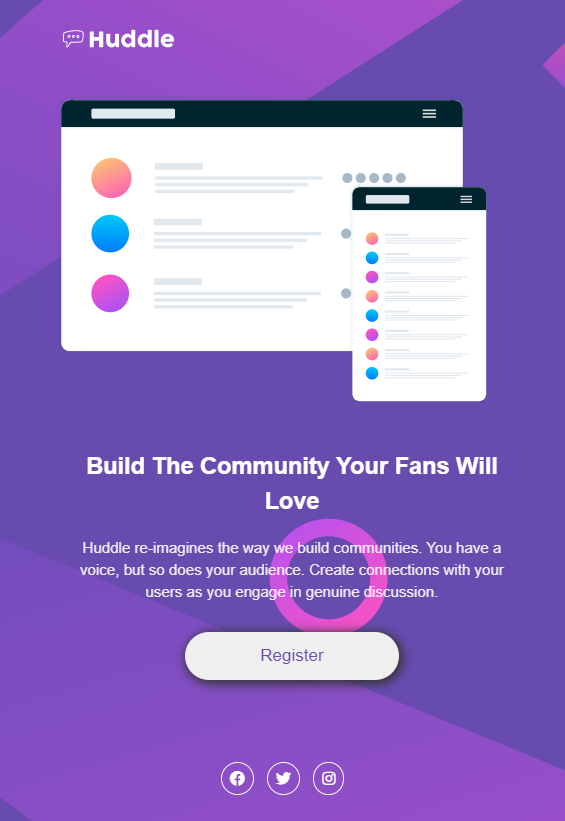 Huddle
Build The Community Your Fans Will
Love
Huddle re-imagines the way we build communities. You have a
voice, but so does your audience. Create connections with your
users as you engage in genuine discussion.
Register